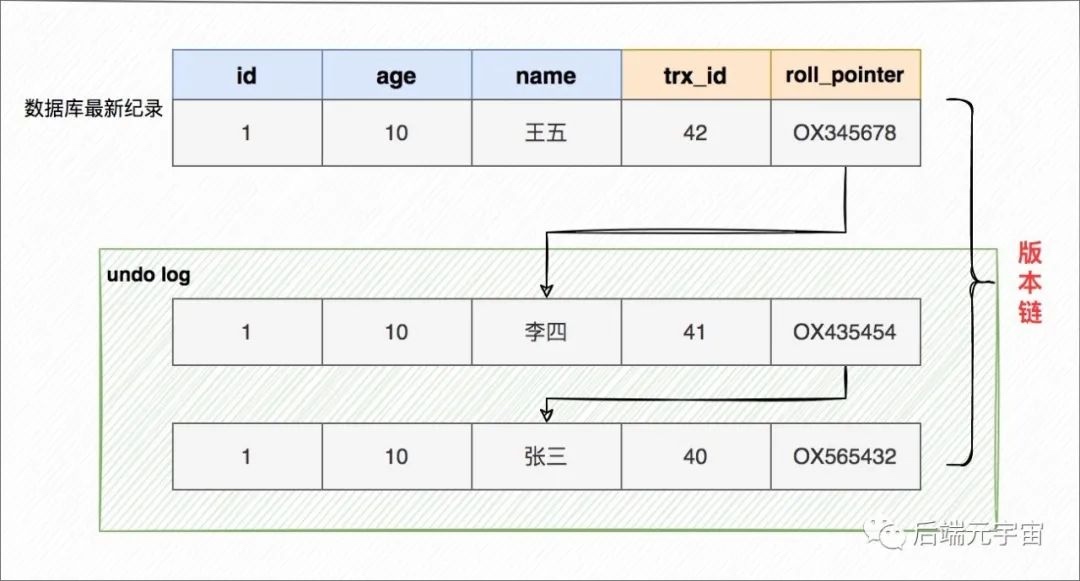 id age name trx_id roll_pointer
数据库最新纪录
1 10 王五 42 OX345678
undo log
1 10 李四 41 OX435454
1 10 张三 40 OX565432
版本链
后端元宇宙